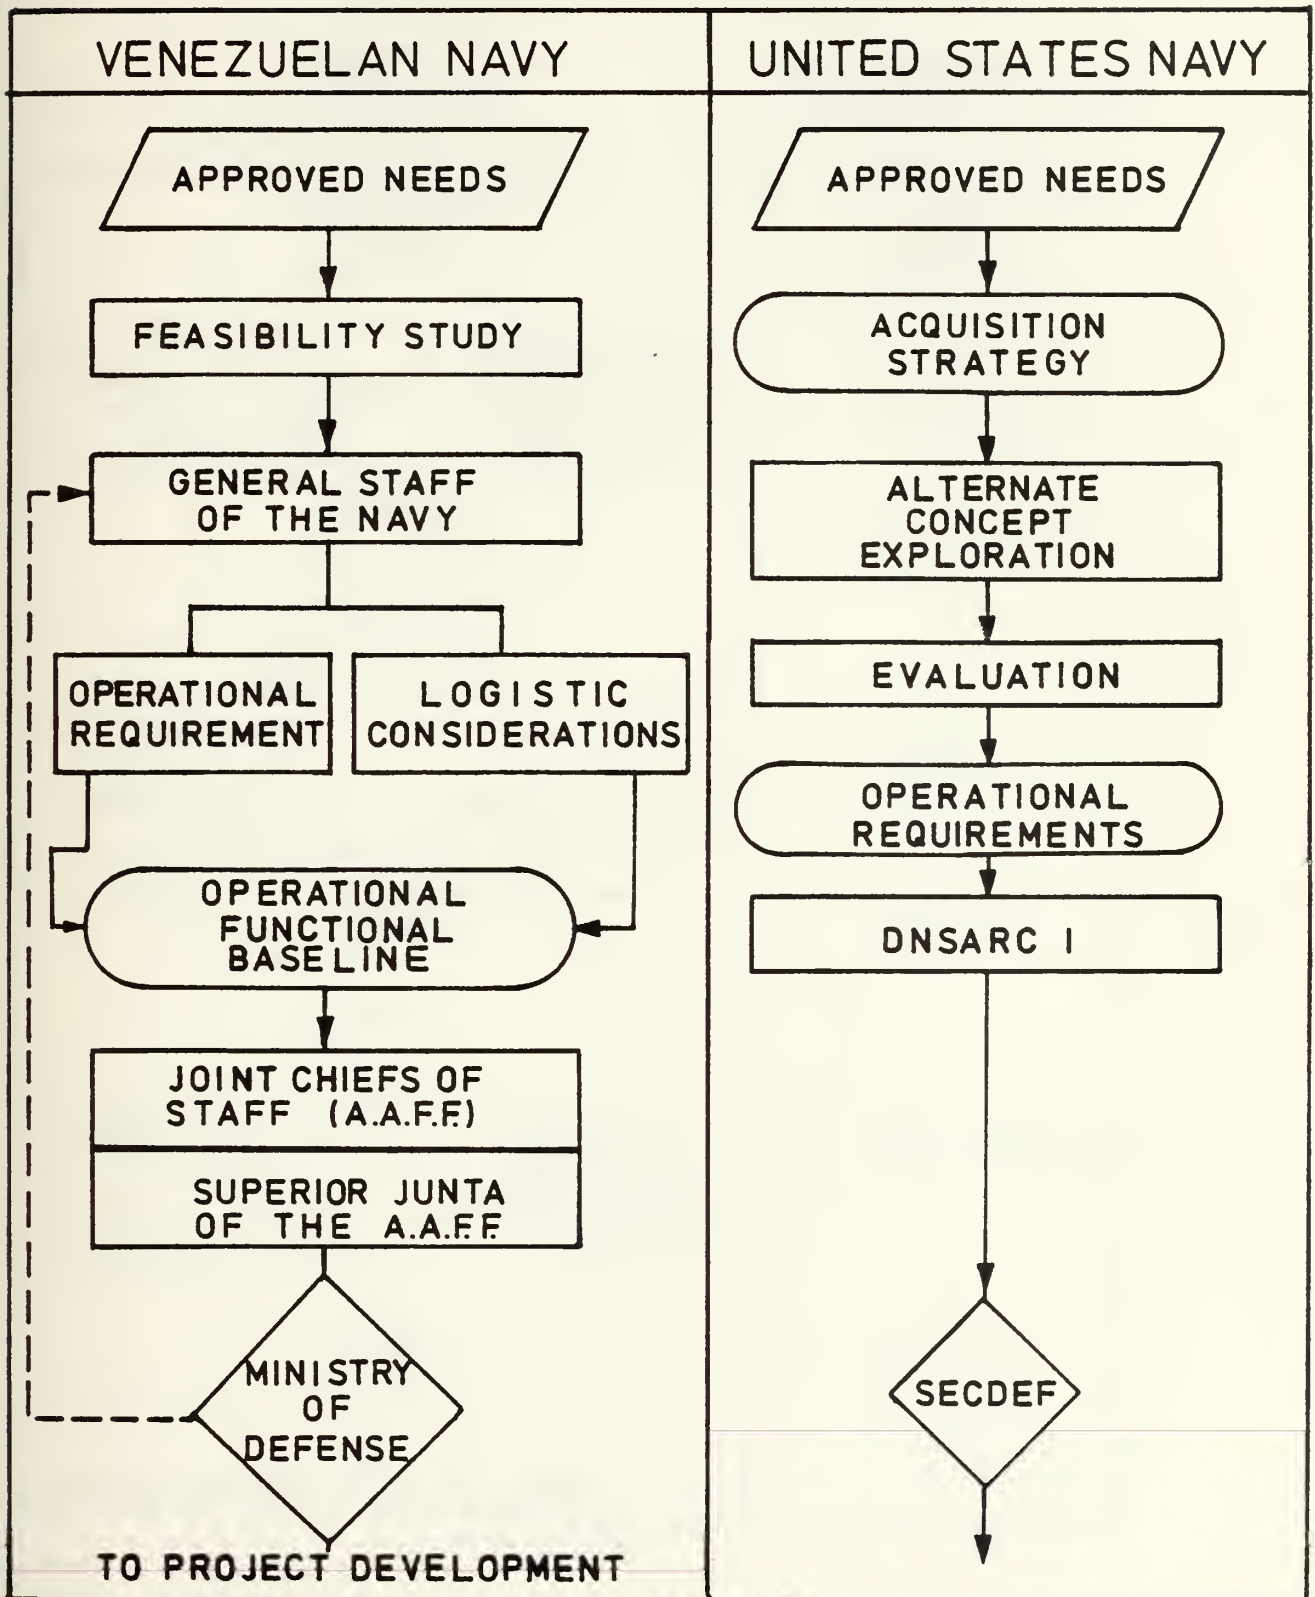 VENEZUELAN NAVY
APPROVED NEEDS
FEASIBILITY STUDY
GENERAL STAFF
OF THE NAVY
OPERATIONAL
REQUIREMENT
LOGISTIC
CONSIDERATIONS
OPERATIONAL
FUNCTIONAL
BASELINE
JOINT CHIEFS OF
STAFF (A.A.F.F.)
SUPERIOR JUNTA
OF THE A.A.F.F.
MINISTRY
OF
DEFENSE
TO PROJECT DEVELOPMENT
UNITED STATES NAVY
APPROVED NEEDS
ACQUISITION
STRATEGY
ALTERNATE
CONCEPT
EXPLORATION
EVALUATION
OPERATIONAL
REQUIREMENTS
DNSARC I
SECDEF